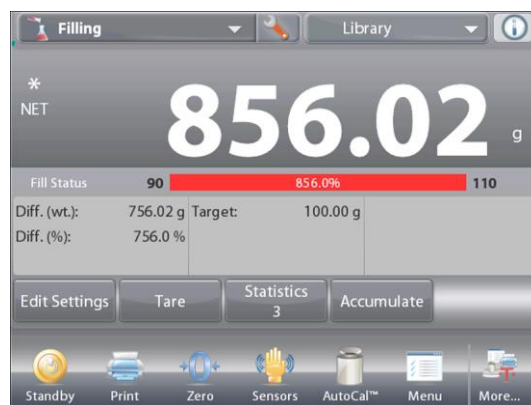 Filling
Library
*
NET
856.02 g
Fill Status 90 856.0% 110
Diff. (wt.): 756.02 g Target: 100.00 g
Diff. (%): 756.0 %
Edit Settings Tare Statistics Accumulate
3
→0← 
Standby Print Zero Sensors AutoCal™ Menu More...